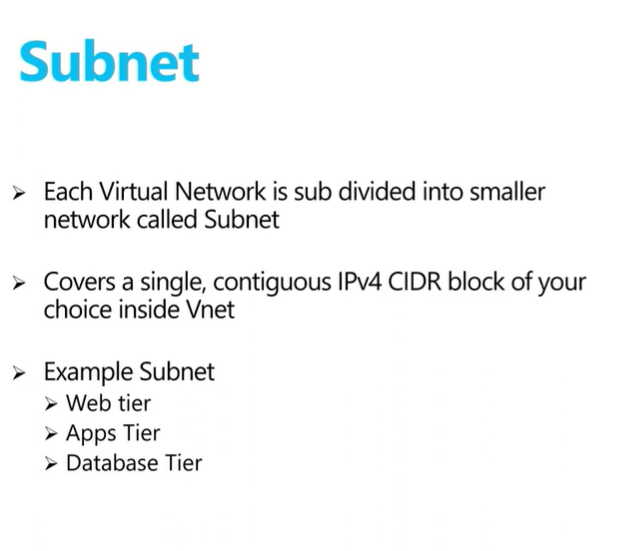 Subnet
➢ Each Virtual Network is sub divided into smaller
network called Subnet
➢ Covers a single, contiguous IPv4 CIDR block of your
choice inside Vnet
➢ Example Subnet
➢ Web tier
➢ Apps Tier
➢ Database Tier